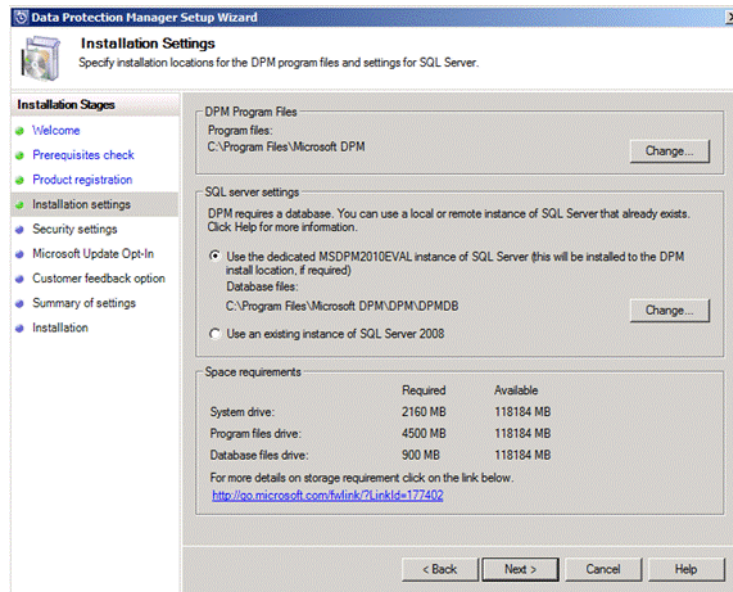 Data Protection Manager Setup Wizard
Installation Settings
Specify installation locations for the DPM program files and settings for SQL Server.
Installation Stages
Welcome
Prerequisites check
Product registration
Installation settings
Security settings
Microsoft Update Opt-In
Customer feedback option
Summary of settings
Installation
DPM Program Files
Program files:
C:\Program Files\Microsoft DPM
Change...
SQL server settings
DPM requires a database. You can use a local or remote instance of SQL Server that already exists.
Click Help for more information.
Use the dedicated MSDPM2010EVAL instance of SQL Server (this will be installed to the DPM
install location, if required)
Database files:
C:\Program Files\Microsoft DPM\DPM\DPMDB
Change...
Use an existing instance of SQL Server 2008
Space requirements
Required Available
System drive: 2160 MB 118184 MB
Program files drive: 4500 MB 118184 MB
Database files drive: 900 MB 118184 MB
For more details on storage requirement click on the link below.
http://go.microsoft.com/fwlink/?LinkId=177402
< Back Next > Cancel Help